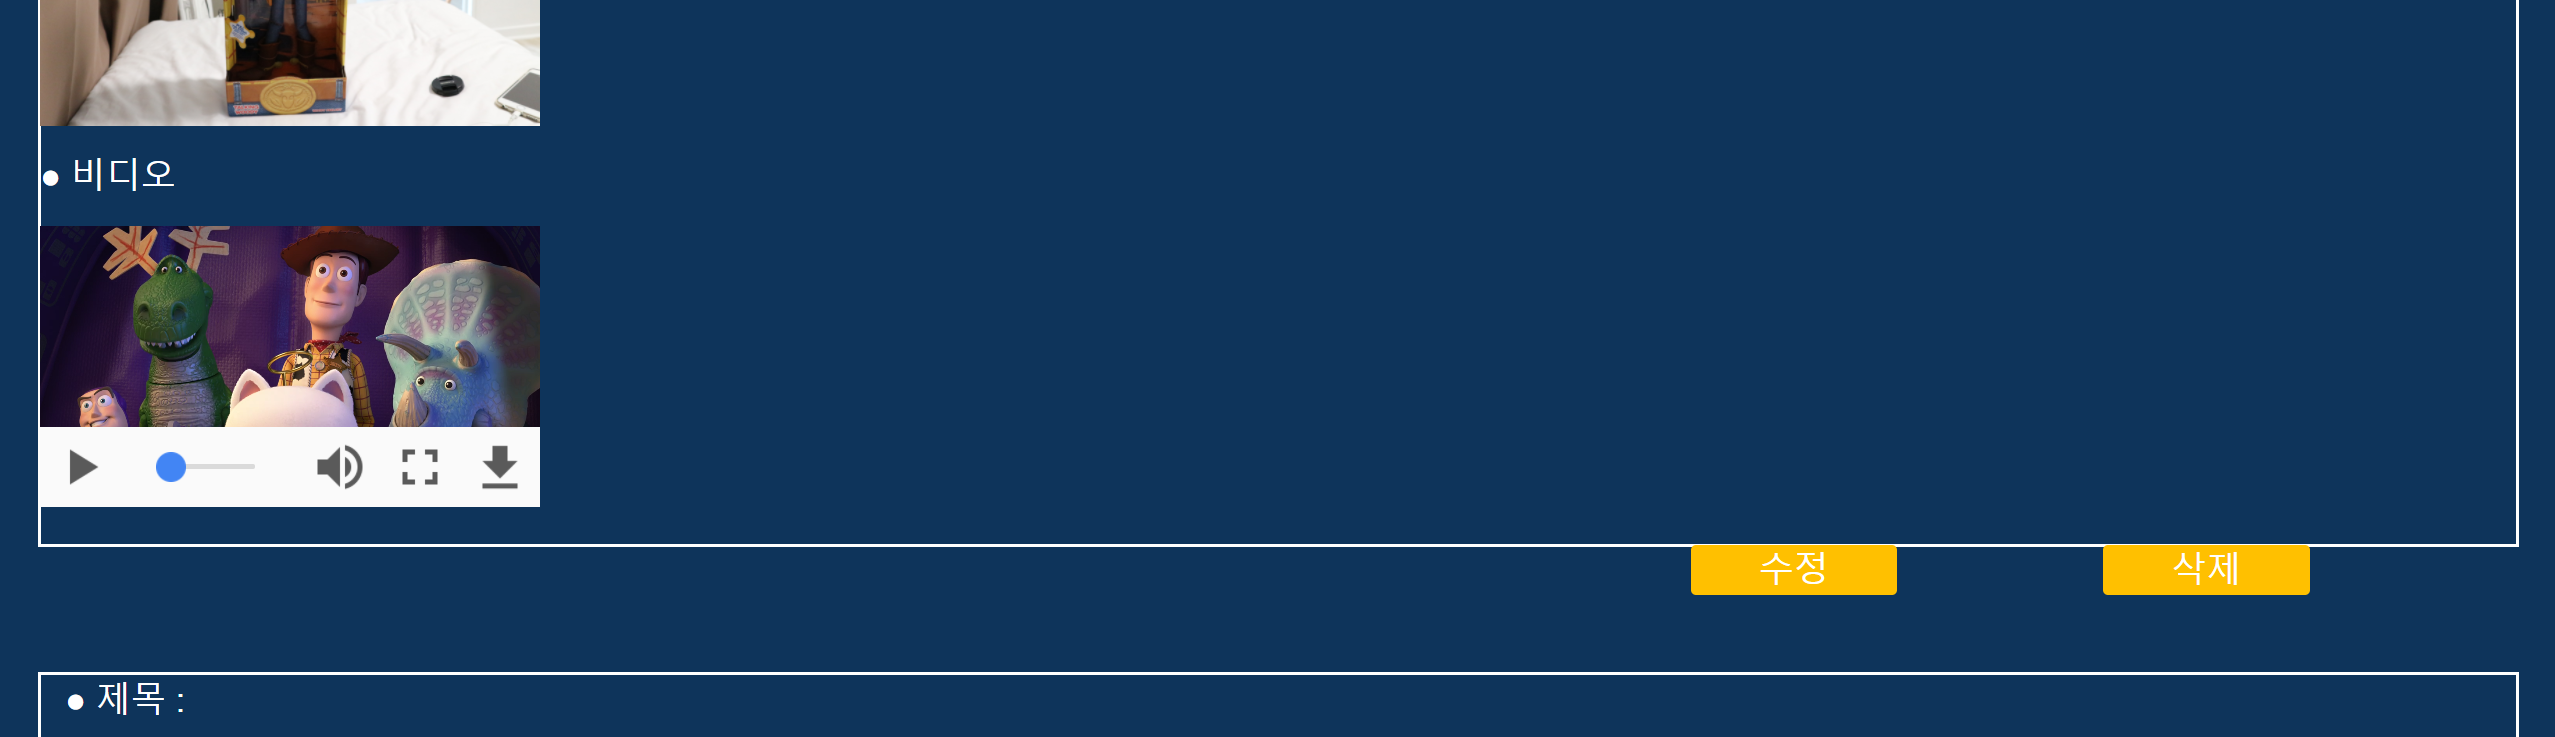 ● 비디오
수정 삭제
● 제목 :